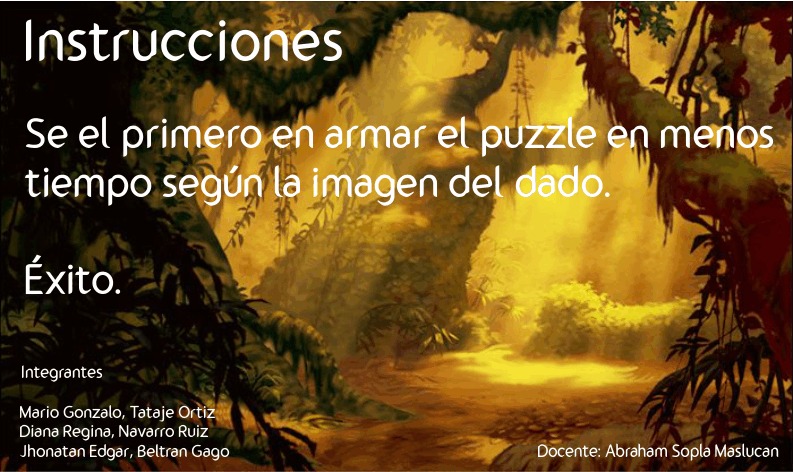 Instrucciones
Se el primero en armar el puzzle en menos
tiempo según la imagen del dado.
Éxito.
Integrantes
Mario Gonzalo, Tataje Ortiz
Diana Regina, Navarro Ruiz
Jhonatan Edgar, Beltran Gago
Docente: Abraham Sopla Maslucan